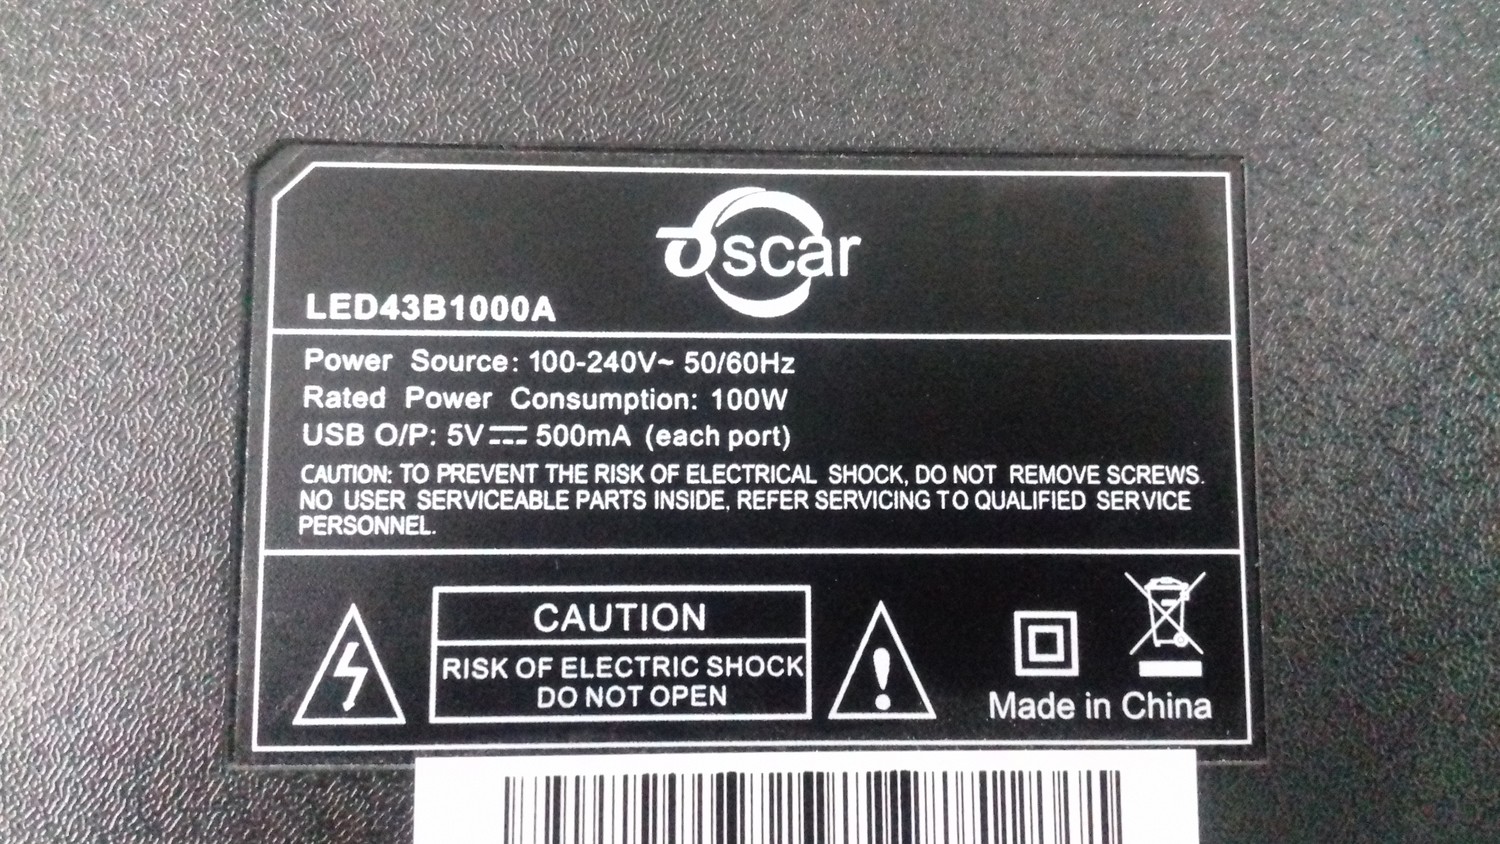 Oscar
LED43B1000A
Power Source: 100-240V~ 50/60Hz
Rated Power Consumption: 100W
USB O/P: 5V⎓ 500mA (each port)
CAUTION: TO PREVENT THE RISK OF ELECTRICAL SHOCK, DO NOT REMOVE SCREWS.
NO USER SERVICEABLE PARTS INSIDE, REFER SERVICING TO QUALIFIED SERVICE
PERSONNEL.
CAUTION
RISK OF ELECTRIC SHOCK
DO NOT OPEN
Made in China